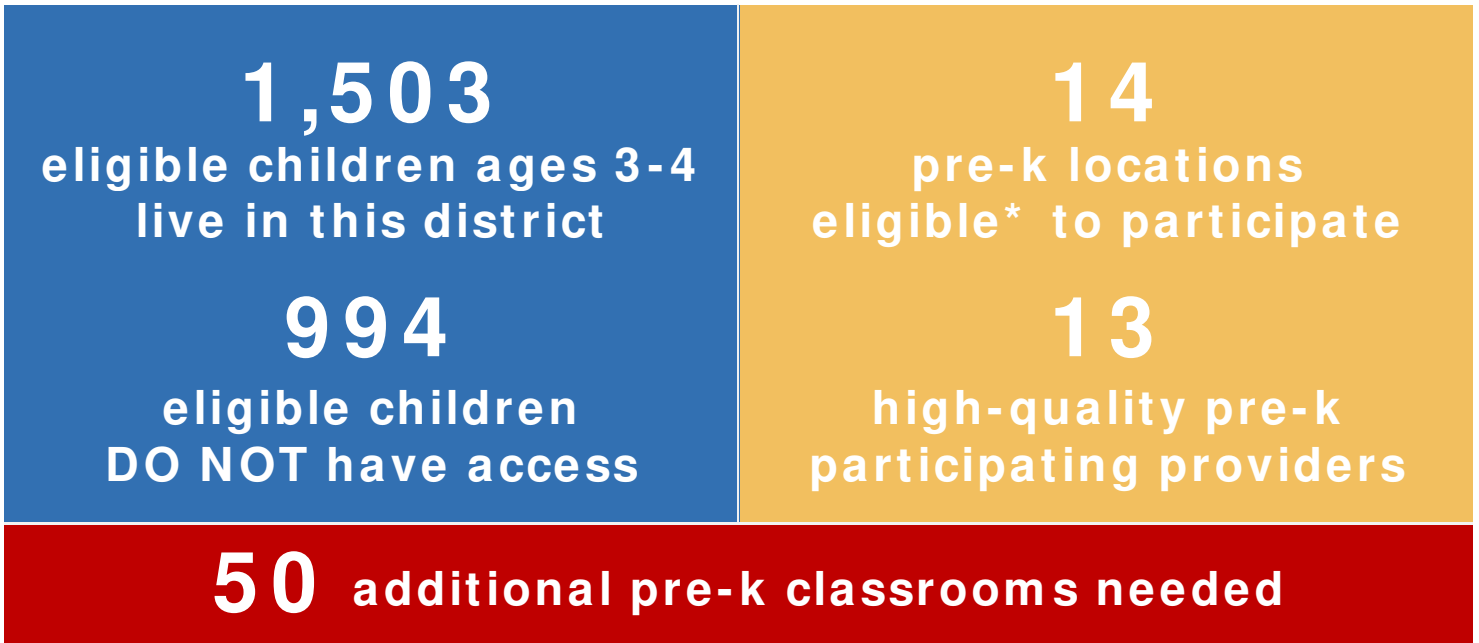 1,503
eligible children ages 3-4
live in this district
994
eligible children
DO NOT have access
14
pre-k locations
eligible* to participate
13
high-quality pre-k
participating providers
50 additional pre-k classrooms needed